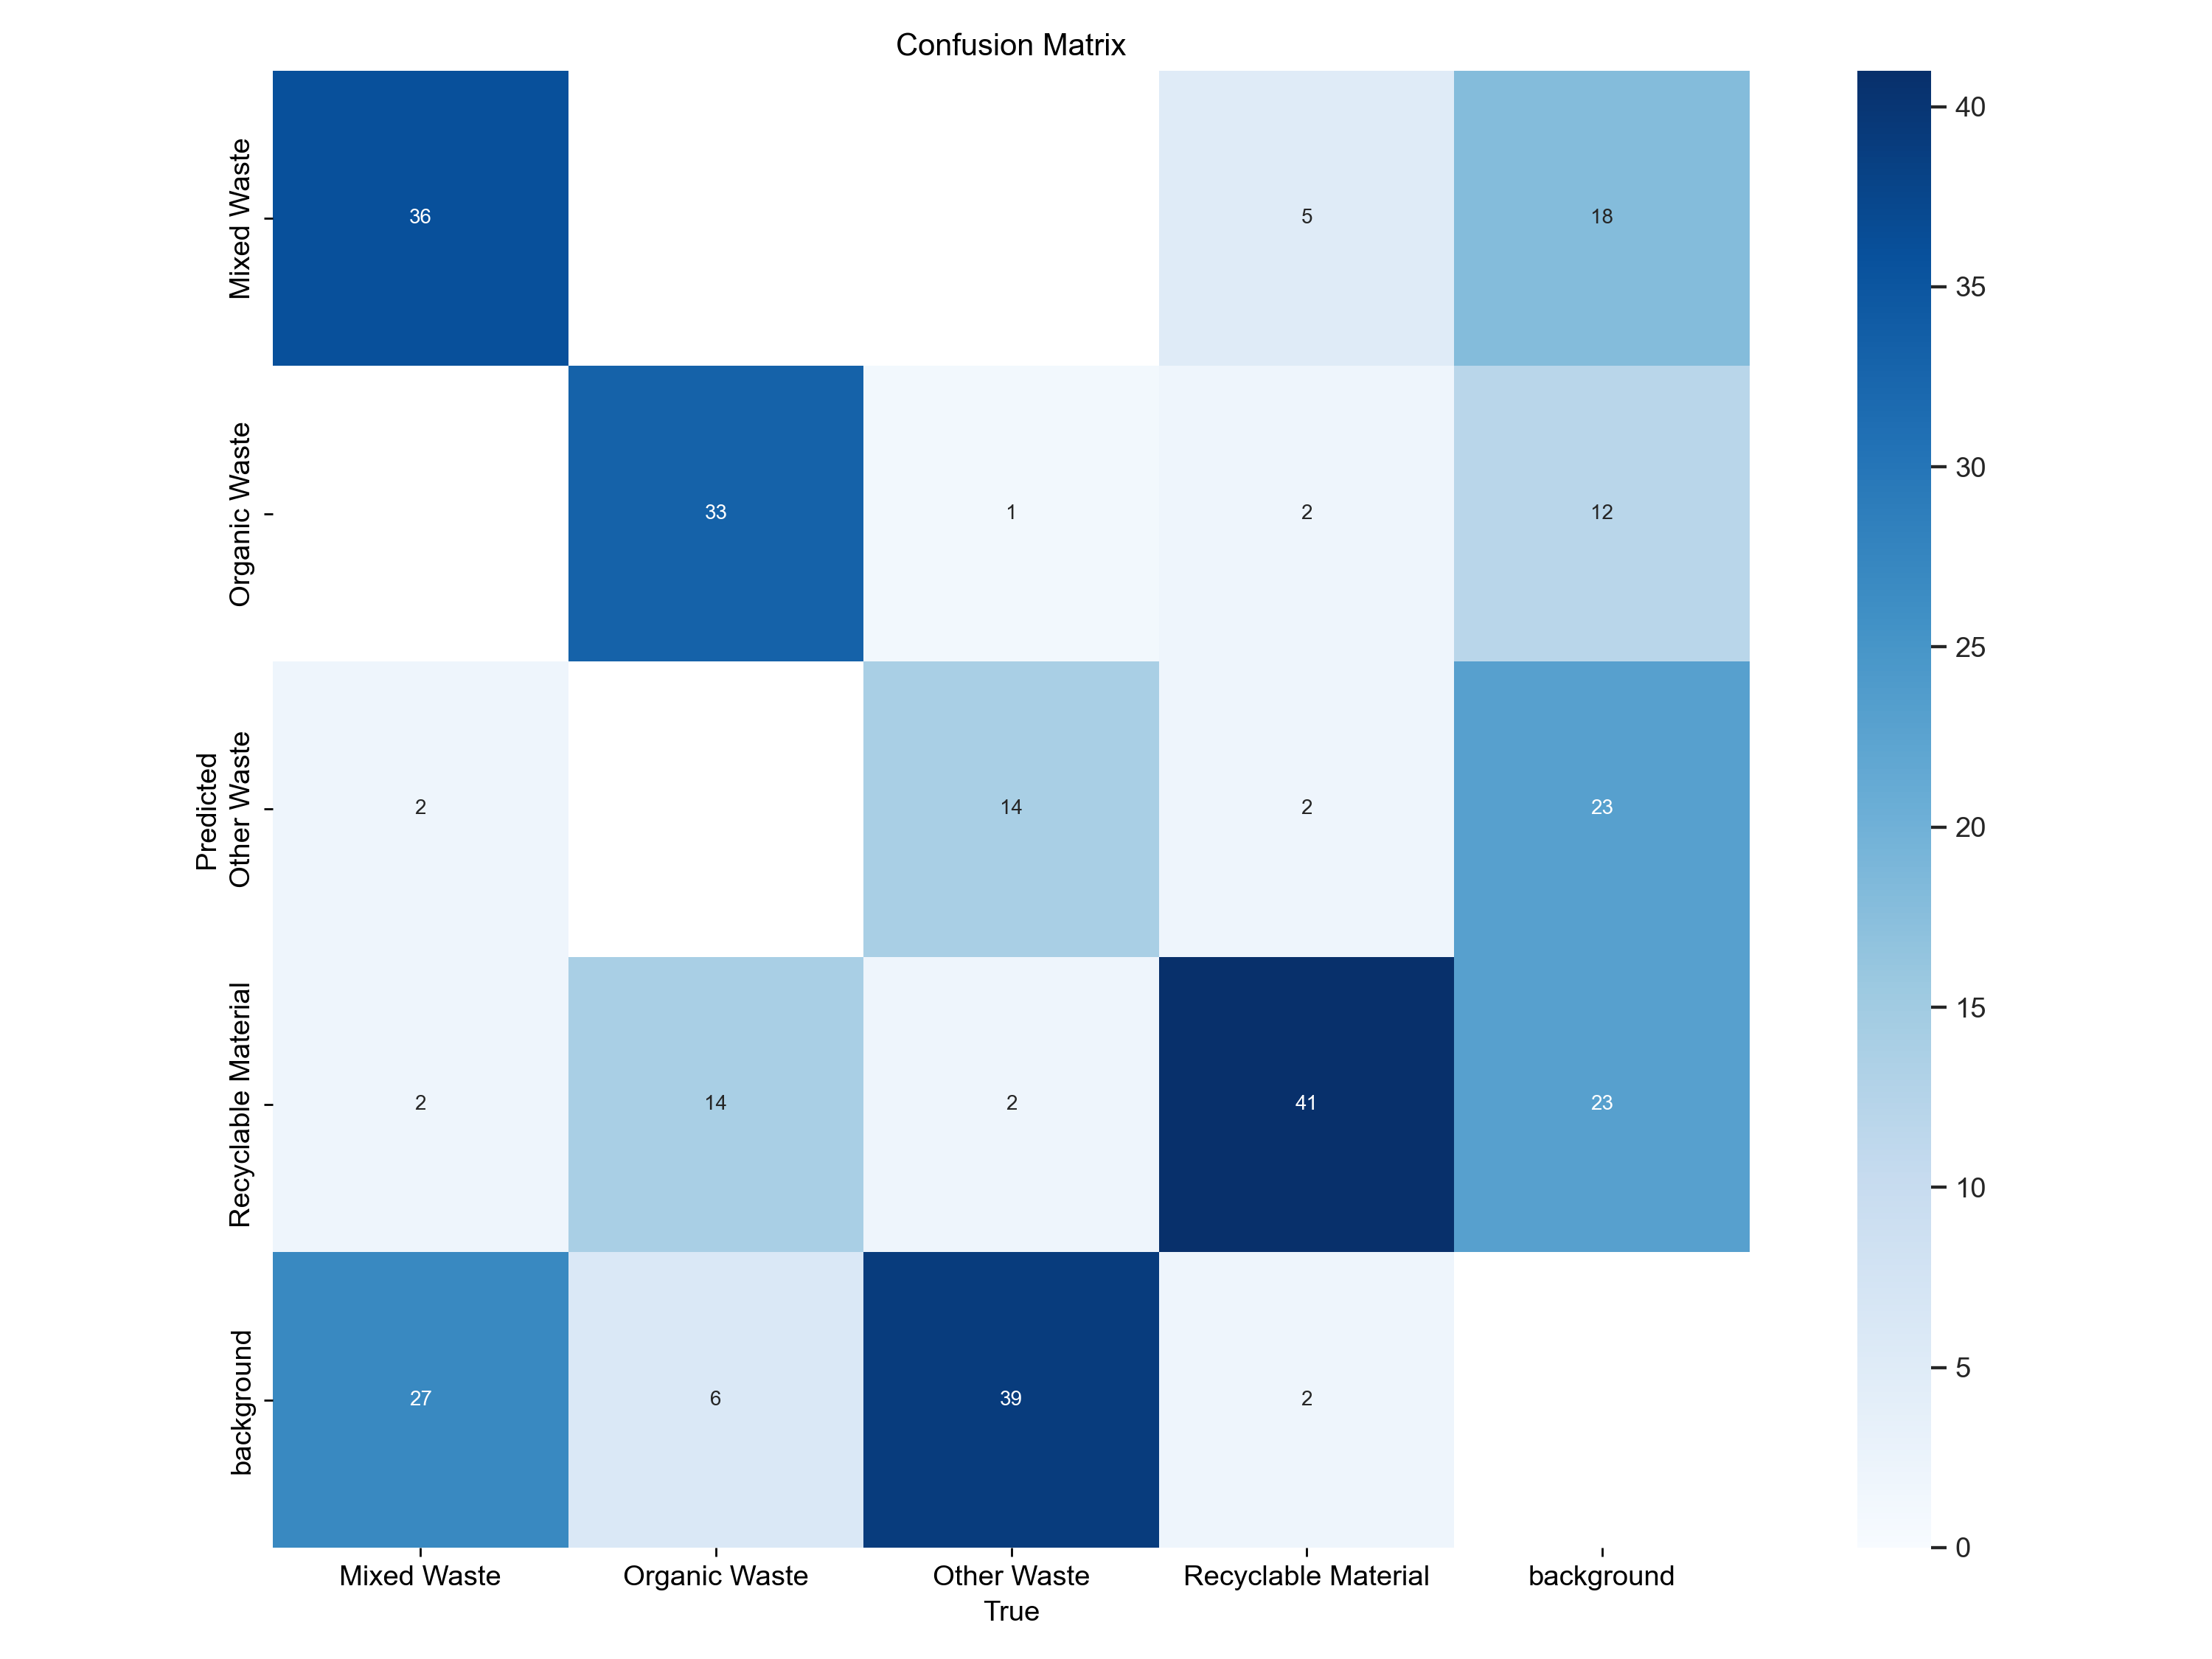 Confusion Matrix
Mixed Waste
36
5
18
Organic Waste
33
1
2
12
Predicted
Other Waste
2
14
2
23
Recyclable Material
2
14
2
41
23
background
27
6
39
2
Mixed Waste
Organic Waste
Other Waste
Recyclable Material
background
True
40
35
30
25
20
15
10
5
0